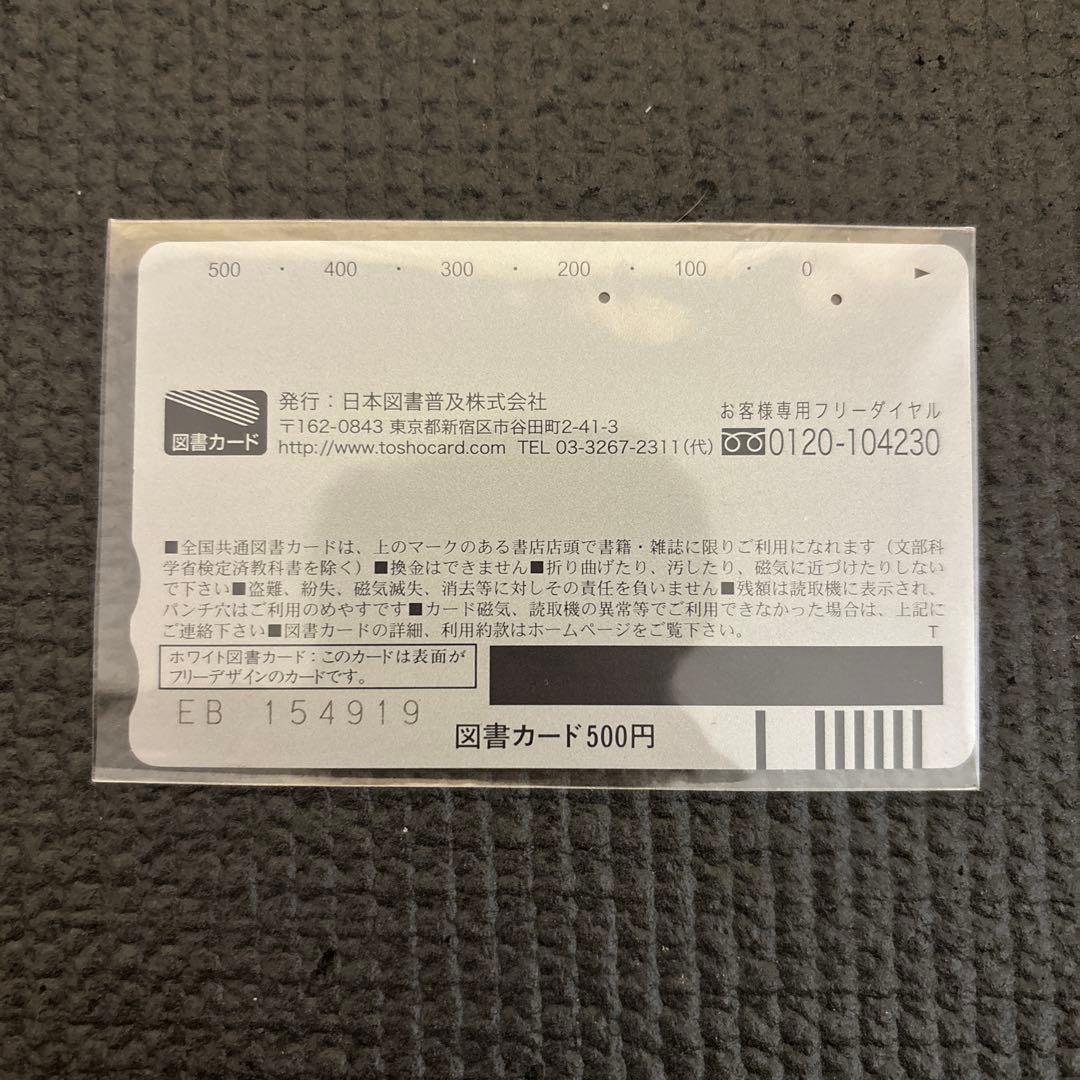 500 · 400 · 300 · 200 · 100 · 0 ▶
図書カード
発行：日本図書普及株式会社
〒162-0843 東京都新宿区市谷田町2-41-3
http://www.toshocard.com TEL 03-3267-2311(代)
お客様専用フリーダイヤル
0120-104230
■全国共通図書カードは、上のマークのある書店店頭で書籍・雑誌に限りご利用になれます（文部科
学省検定済教科書を除く）■換金はできません■折り曲げたり、汚したり、磁気に近づけたりしない
で下さい■盗難、紛失、磁気滅失、消去等に対しその責任を負いません■残額は読取機に表示され、
パンチ穴はご利用のめやすです■カード磁気、読取機の異常等でご利用できなかった場合は、上記に
ご連絡下さい■図書カードの詳細、利用約款はホームページをご覧下さい。 T
ホワイト図書カード：このカードは表面が
フリーデザインのカードです。
EB 154919
図書カード500円